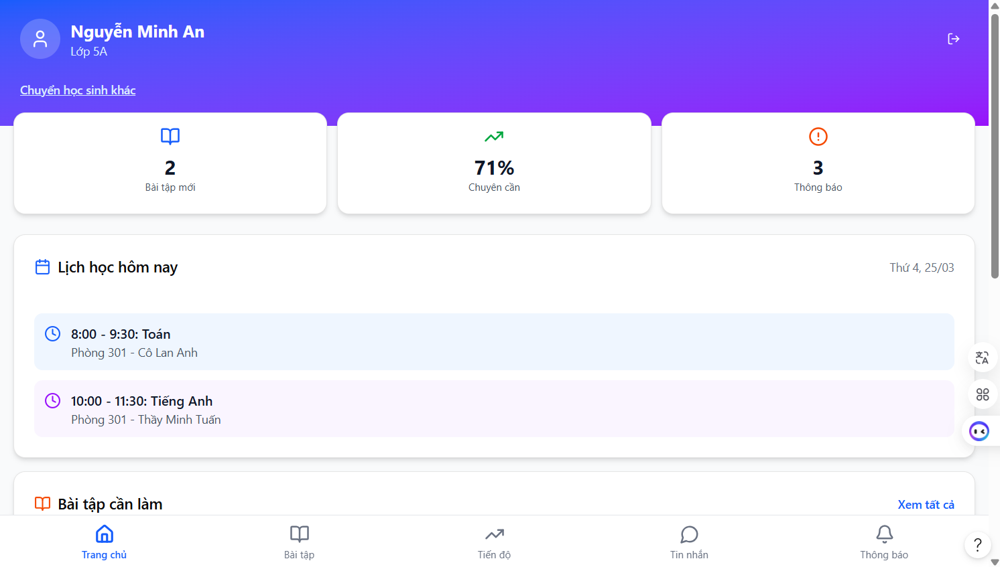 Nguyễn Minh An
Lớp 5A
Chuyển học sinh khác
2
Bài tập mới
71%
Chuyên cần
3
Thông báo
Lịch học hôm nay
Thứ 4, 25/03
8:00 - 9:30: Toán
Phòng 301 - Cô Lan Anh
10:00 - 11:30: Tiếng Anh
Phòng 301 - Thầy Minh Tuấn
Bài tập cần làm
Xem tất cả
Trang chủ
Bài tập
Tiến độ
Tin nhắn
Thông báo
?